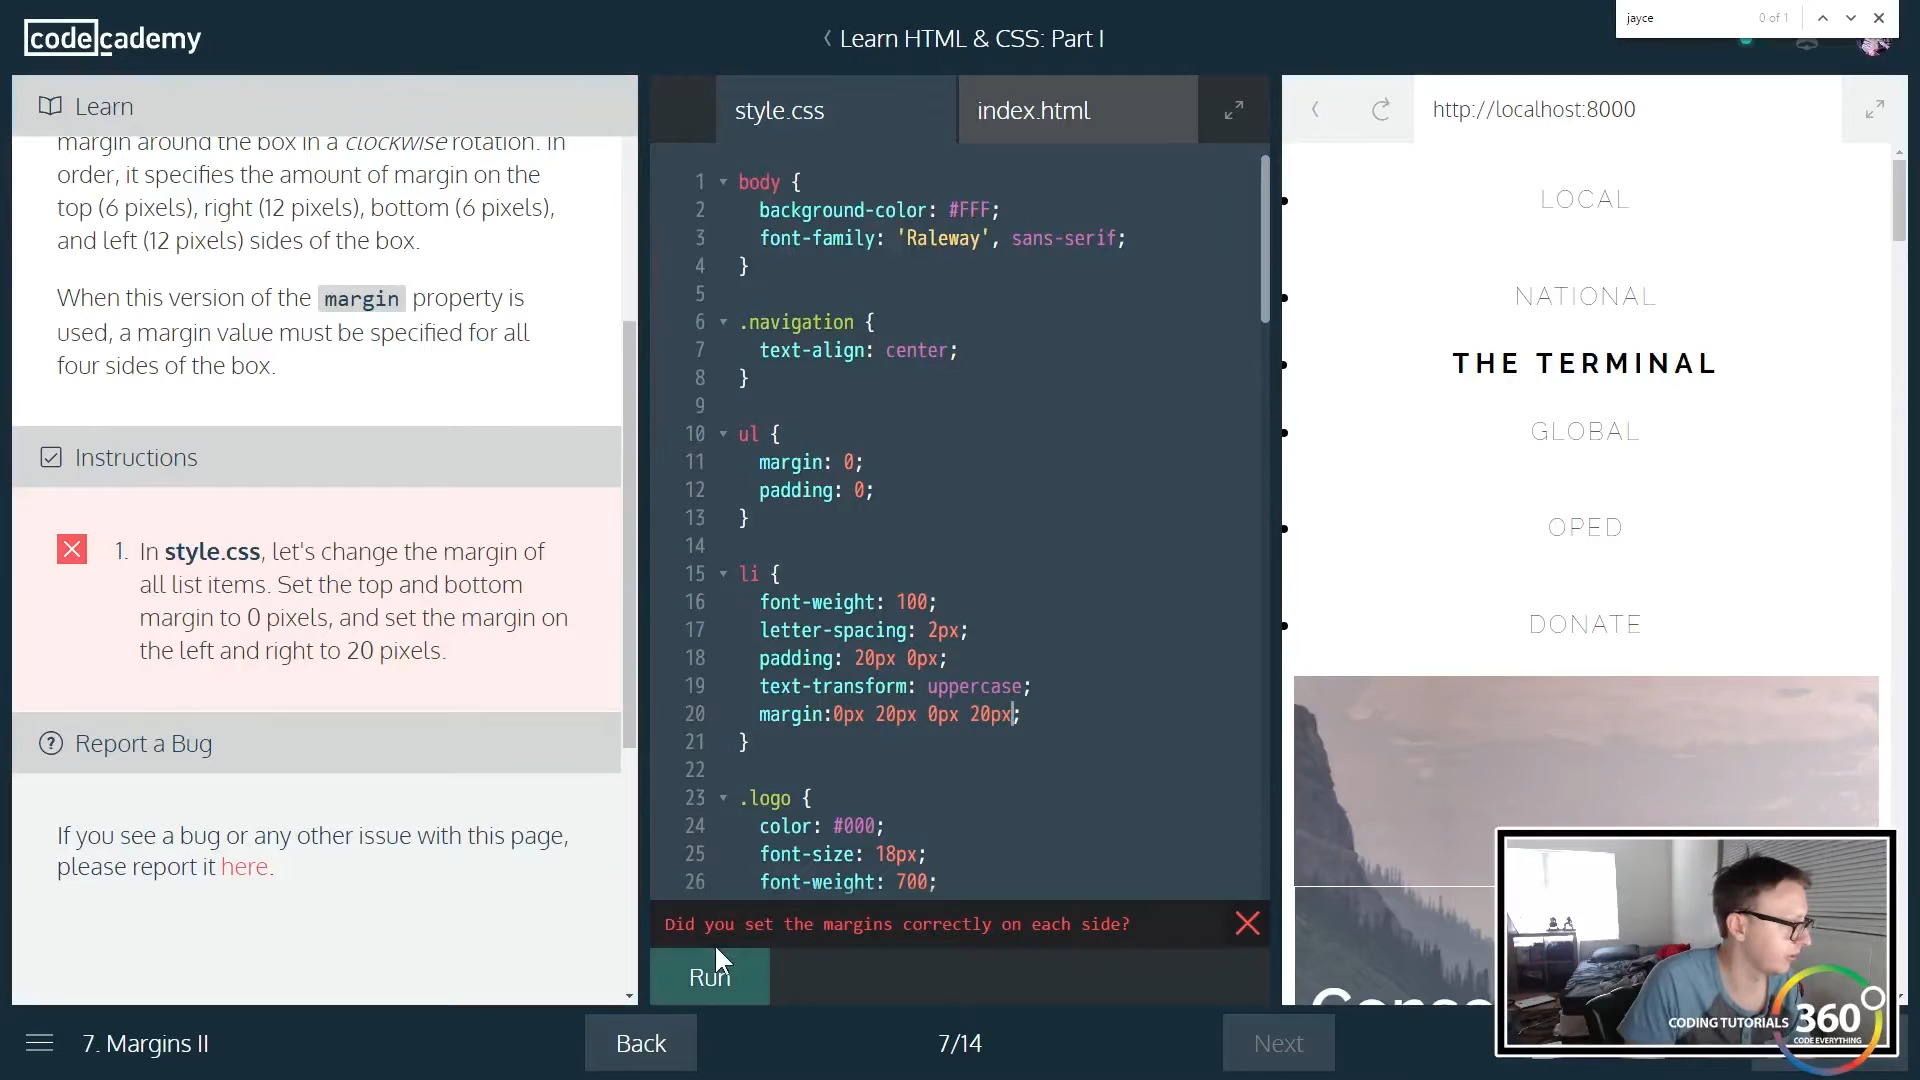 codecademy
Learn HTML & CSS: Part I
jayce
0 of 1
Learn
margin around the box in a clockwise rotation. In
order, it specifies the amount of margin on the
top (6 pixels), right (12 pixels), bottom (6 pixels),
and left (12 pixels) sides of the box.
When this version of the margin property is
used, a margin value must be specified for all
four sides of the box.
Instructions
1. In style.css, let's change the margin of
all list items. Set the top and bottom
margin to 0 pixels, and set the margin on
the left and right to 20 pixels.
Report a Bug
If you see a bug or any other issue with this page,
please report it here.
style.css
index.html
1 body {
2 background-color: #FFF;
3 font-family: 'Raleway', sans-serif;
4 }
5
6 .navigation {
7 text-align: center;
8 }
9
10 ul {
11 margin: 0;
12 padding: 0;
13 }
14
15 li {
16 font-weight: 100;
17 letter-spacing: 2px;
18 padding: 20px 0px;
19 text-transform: uppercase;
20 margin:0px 20px 0px 20px;
21 }
22
23 .logo {
24 color: #000;
25 font-size: 18px;
26 font-weight: 700;
Did you set the margins correctly on each side?
Run
http://localhost:8000
LOCAL
NATIONAL
THE TERMINAL
GLOBAL
OPED
DONATE
CODING TUTORIALS 360°
CODE EVERYTHING
7. Margins II
Back
7/14
Next